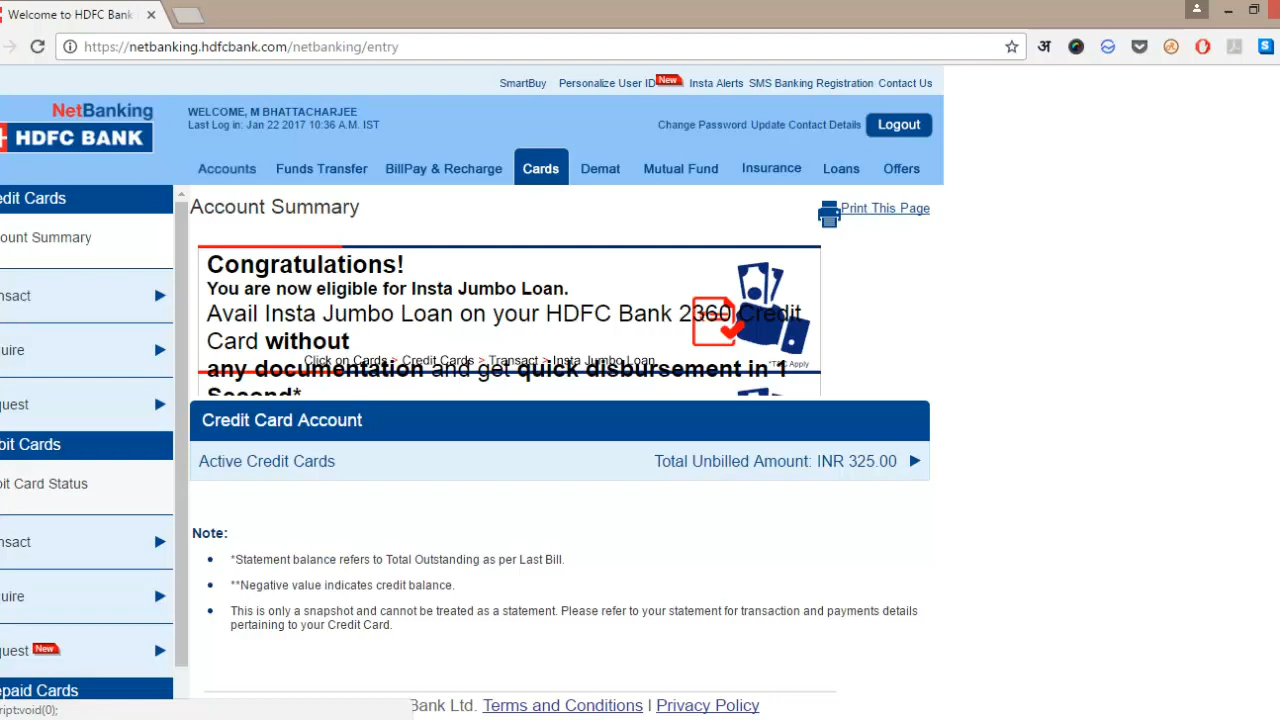 Welcome to HDFC Bank
https://netbanking.hdfcbank.com/netbanking/entry
अ
SmartBuy Personalize User ID New Insta Alerts SMS Banking Registration Contact Us
NetBanking
HDFC BANK
WELCOME, M BHATTACHARJEE
Last Log in: Jan 22 2017 10:36 A.M. IST
Change Password Update Contact Details Logout
Accounts Funds Transfer BillPay & Recharge Cards Demat Mutual Fund Insurance Loans Offers
edit Cards
ount Summary
nsact
uire
quest
bit Cards
bit Card Status
nsact
uire
quest New
epaid Cards
Account Summary
Print This Page
Congratulations!
You are now eligible for Insta Jumbo Loan.
Avail Insta Jumbo Loan on your HDFC Bank 2360 Credit
Card without
Click on Cards > Credit Cards > Transact > Insta Jumbo Loan
*T&C Apply
any documentation and get quick disbursement in 1
Second*
Credit Card Account
Active Credit Cards Total Unbilled Amount: INR 325.00
Note:
• *Statement balance refers to Total Outstanding as per Last Bill.
• **Negative value indicates credit balance.
• This is only a snapshot and cannot be treated as a statement. Please refer to your statement for transaction and payments details
pertaining to your Credit Card.
Bank Ltd. Terms and Conditions | Privacy Policy
ript:void(0);